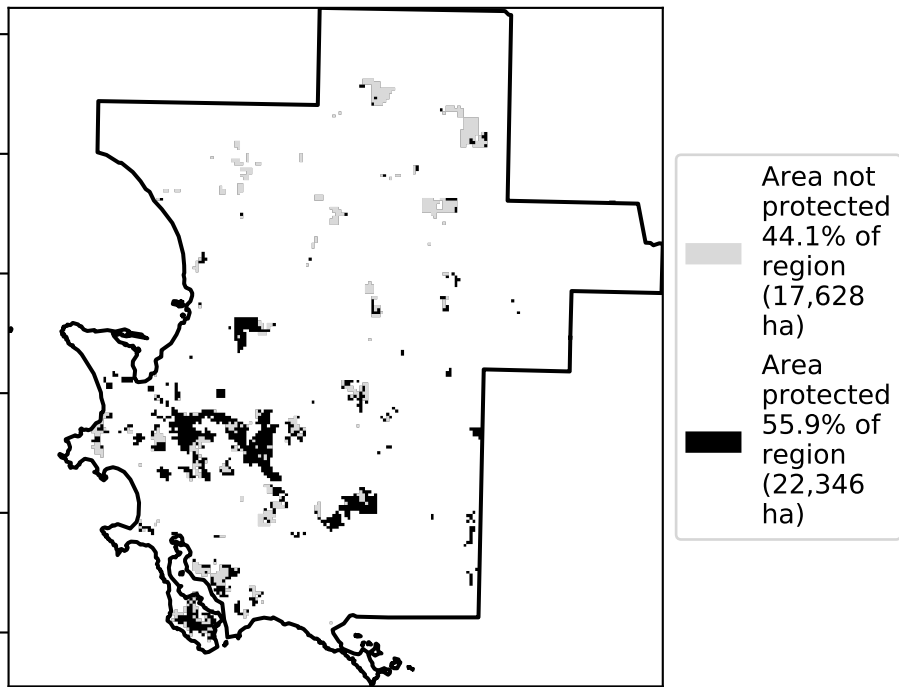 Area not
protected
44.1% of
region
(17,628
ha)
Area
protected
55.9% of
region
(22,346
ha)